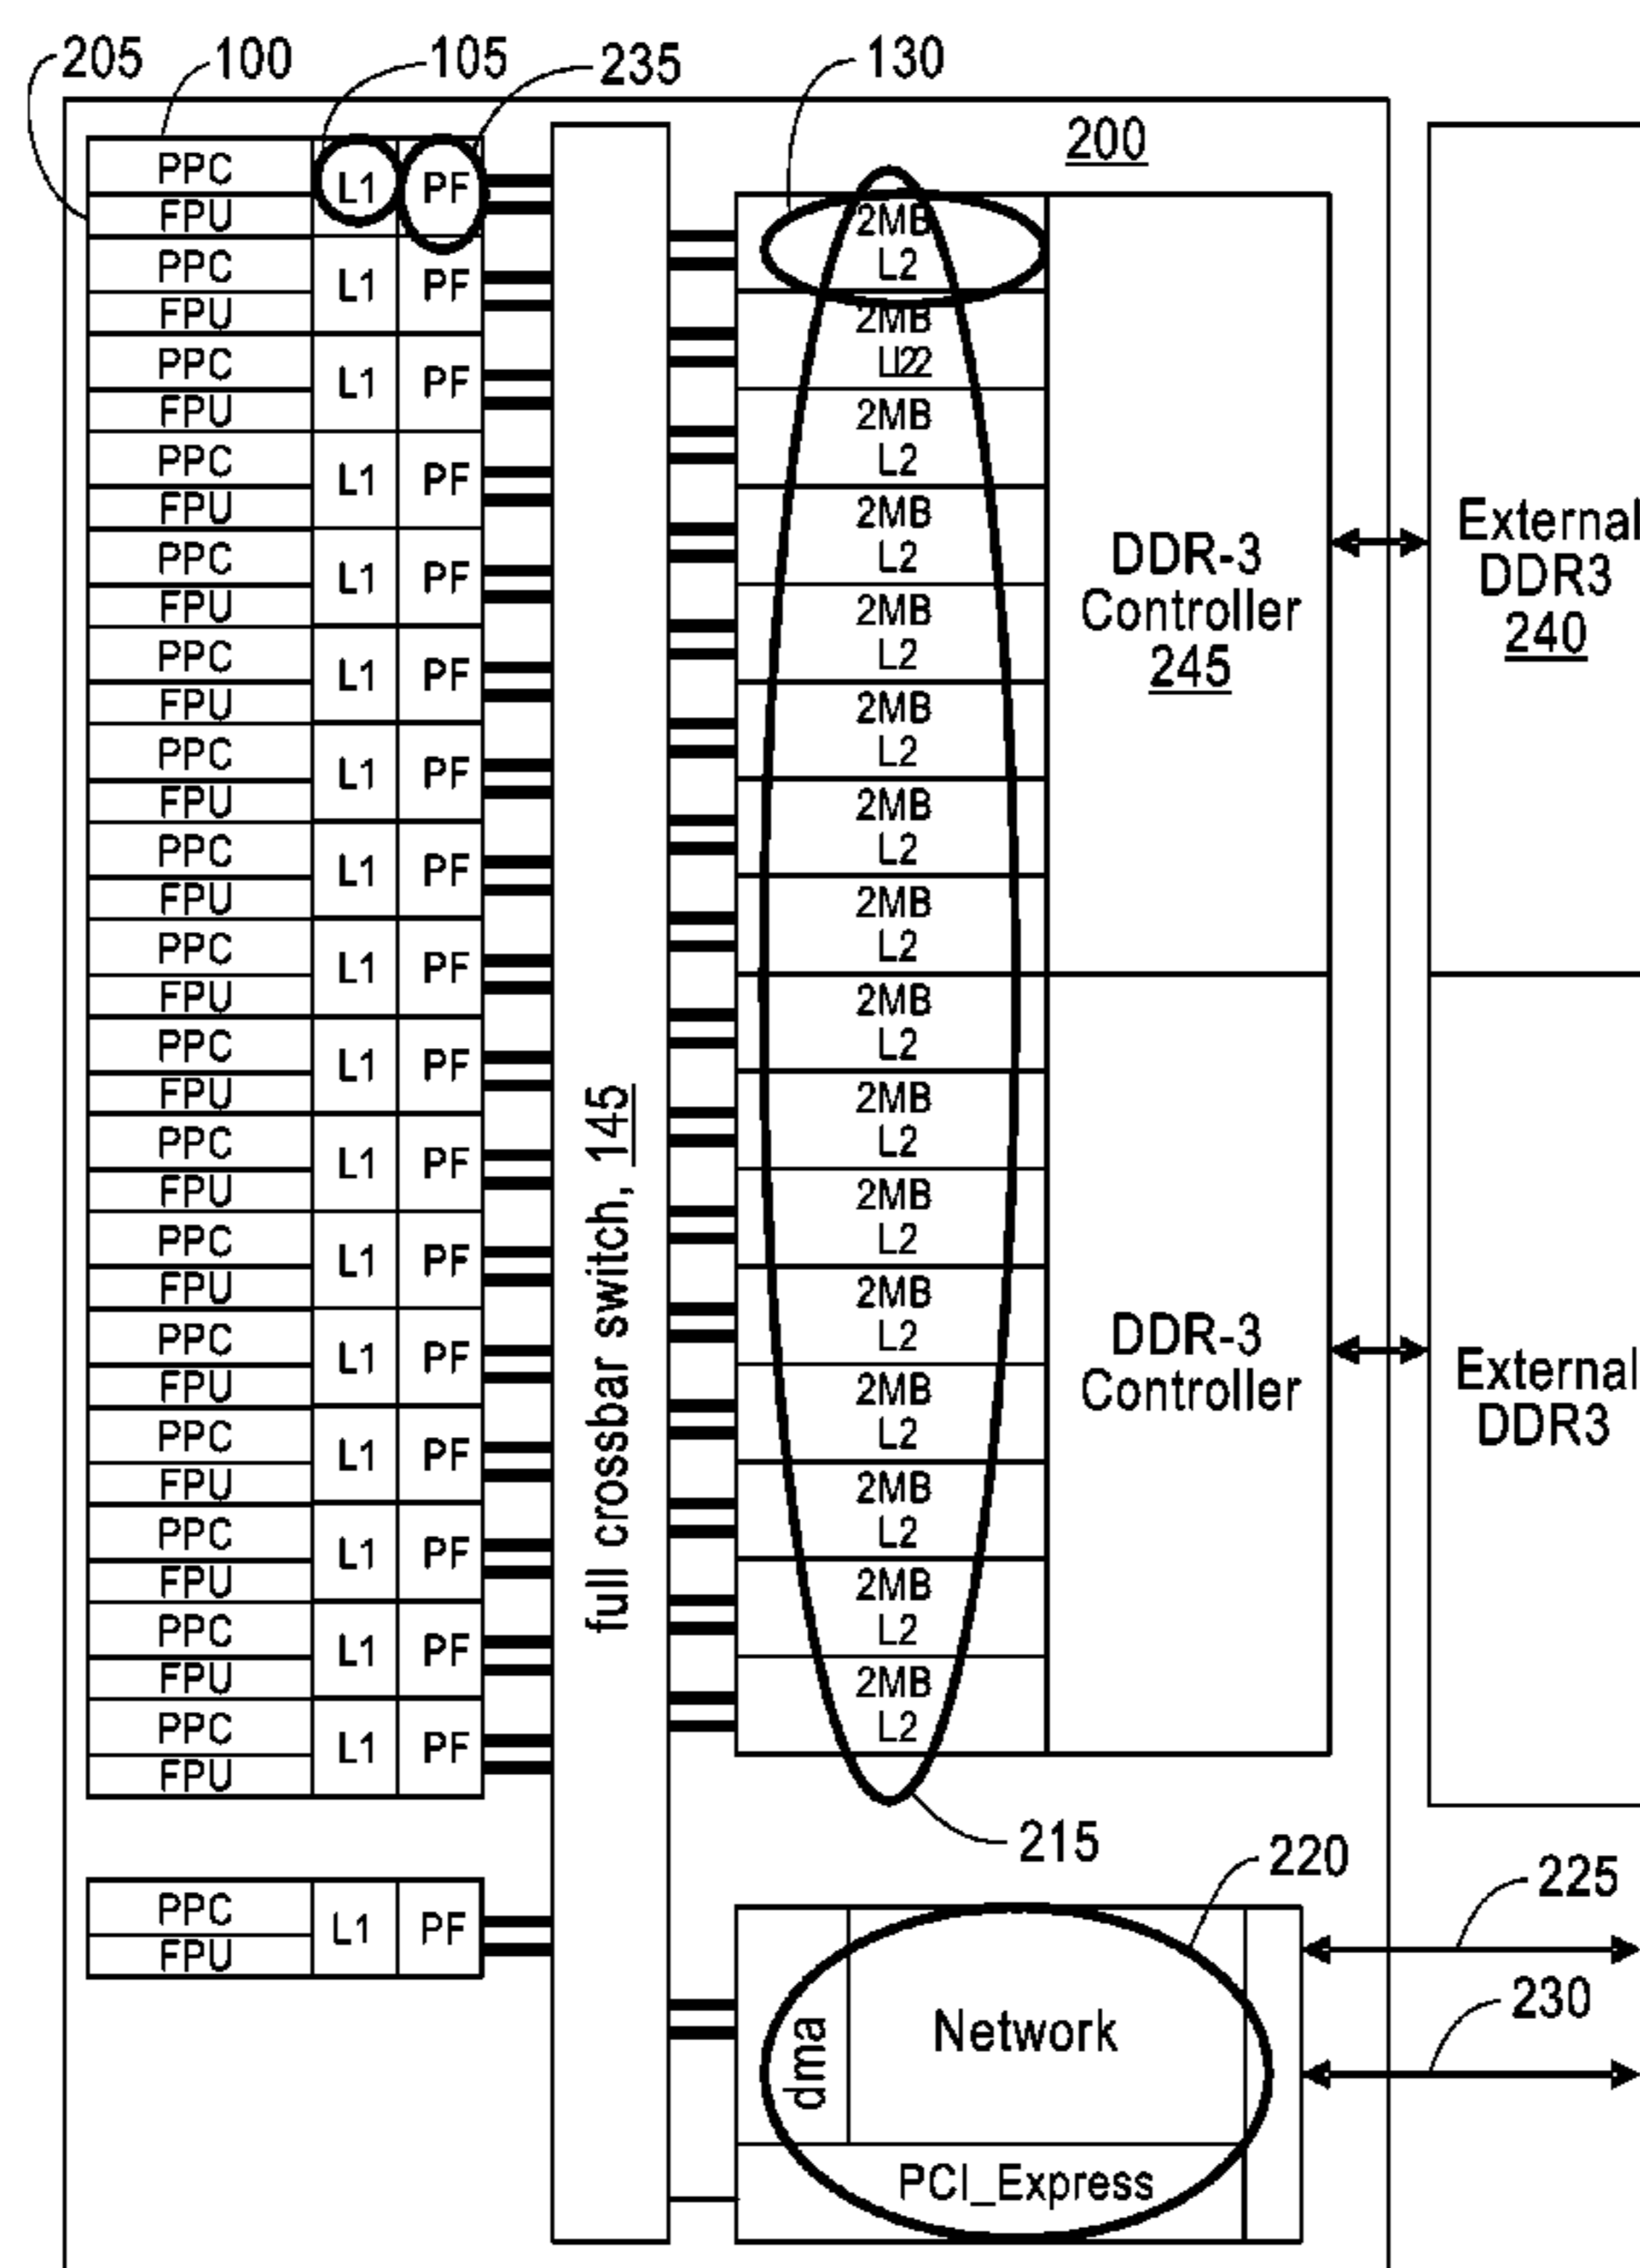 205 100 105 235 130
200
PPC L1 PF
FPU
PPC L1 PF
FPU
PPC L1 PF
FPU
PPC L1 PF
FPU
PPC L1 PF
FPU
PPC L1 PF
FPU
PPC L1 PF
FPU
PPC L1 PF
FPU
PPC L1 PF
FPU
PPC L1 PF
FPU
PPC L1 PF
FPU
PPC L1 PF
FPU
PPC L1 PF
FPU
PPC L1 PF
FPU
PPC L1 PF
FPU
PPC L1 PF
FPU
PPC L1 PF
FPU
PPC L1 PF
FPU
full crossbar switch, 145
2MB
L2
2MB
2MB
L2
2MB
L2
2MB
L2
2MB
L2
2MB
L2
2MB
L2
2MB
L2
2MB
L2
2MB
L2
2MB
L2
2MB
L2
2MB
L2
2MB
L2
2MB
L2
215
DDR-3
Controller
245
DDR-3
Controller
External
DDR3
240
External
DDR3
220
225
230
dma
Network
PCI_Express